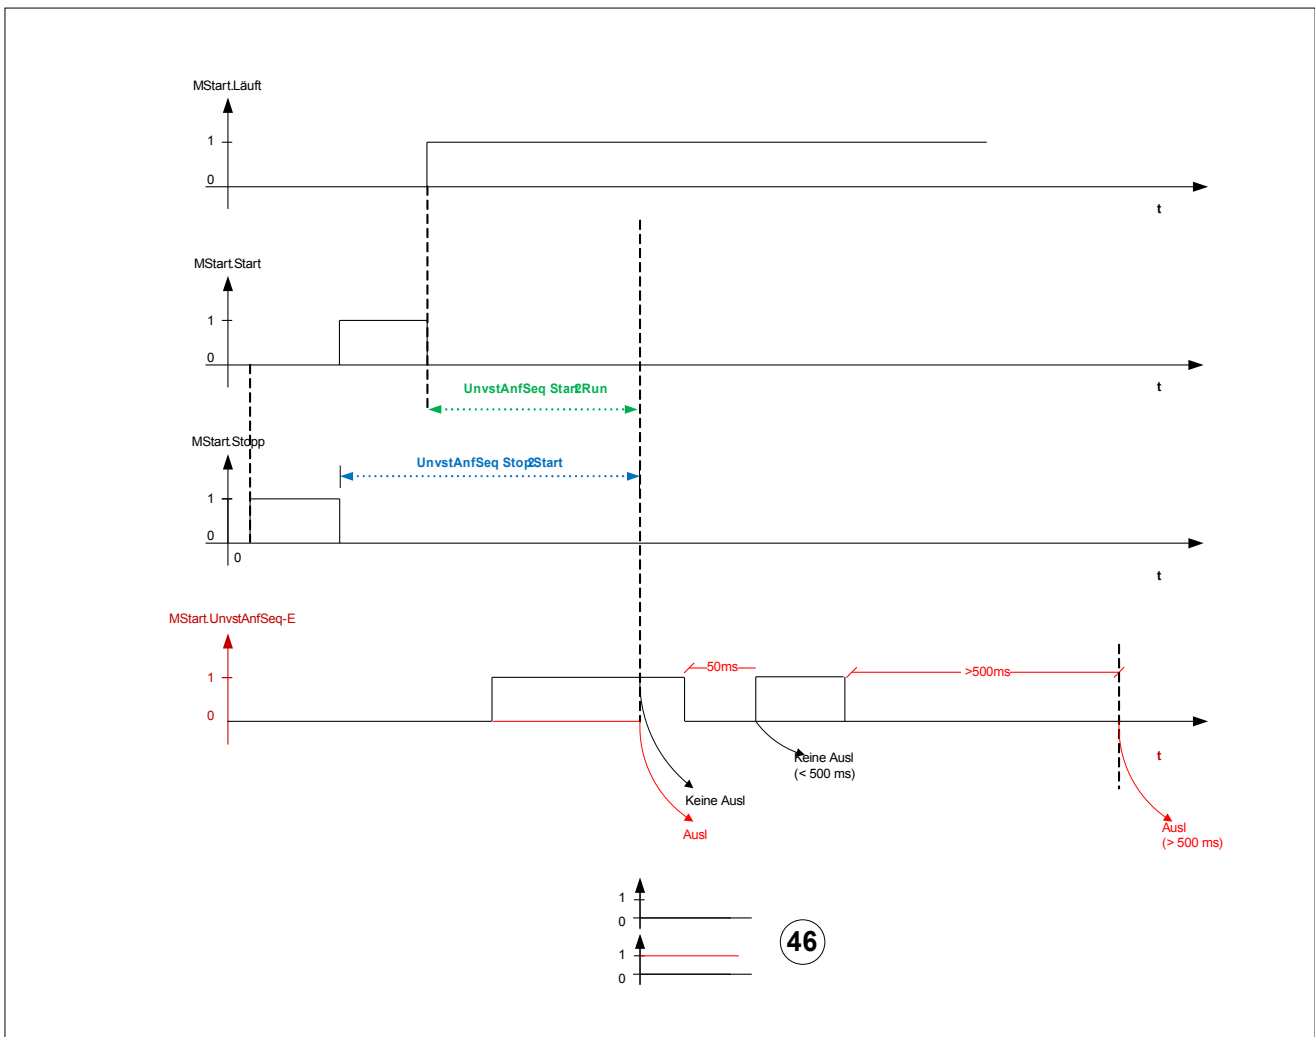 MStart.Läuft
1
0
t
MStart.Start
1
0
t
UnvstAnfSeq Start2Run
MStart.Stopp
UnvstAnfSeq Stop2Start
1
0
0
t
MStart.UnvstAnfSeq-E
50ms
>500ms
1
0
t
Keine Ausl
(< 500 ms)
Keine Ausl
Ausl
Ausl
(> 500 ms)
1
0
46
1
0